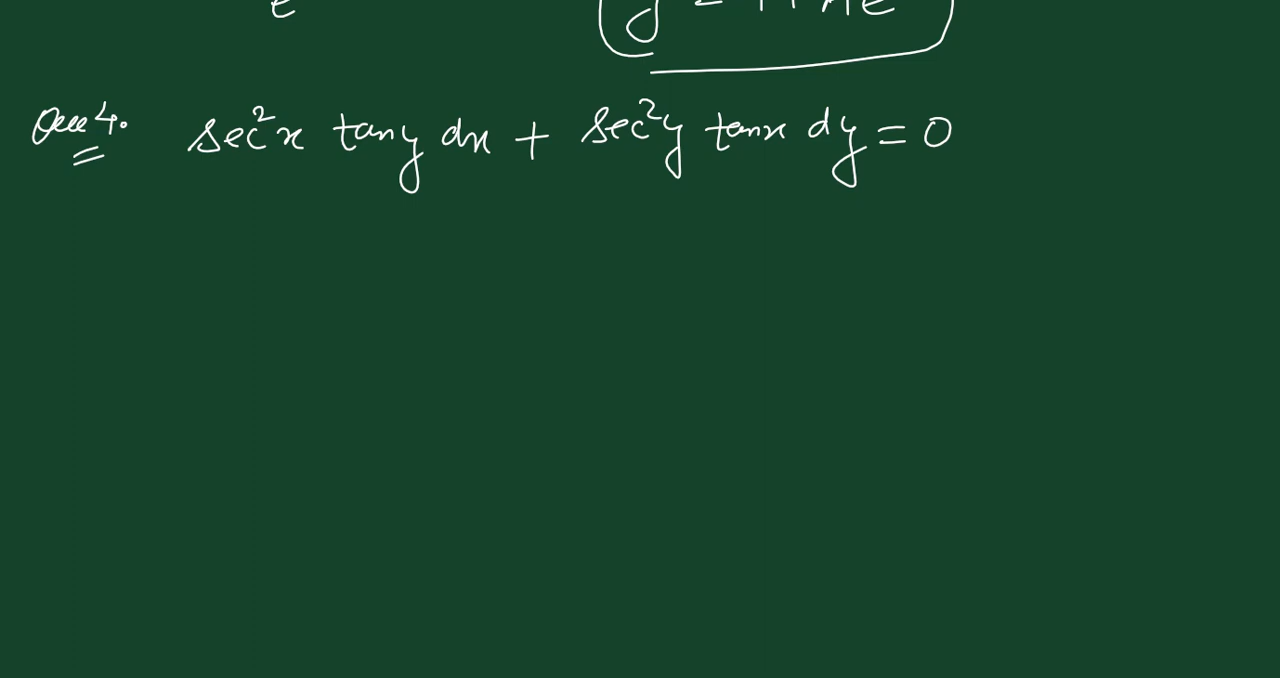 Que 4. sec²x tany dx + sec²y tanx dy = 0